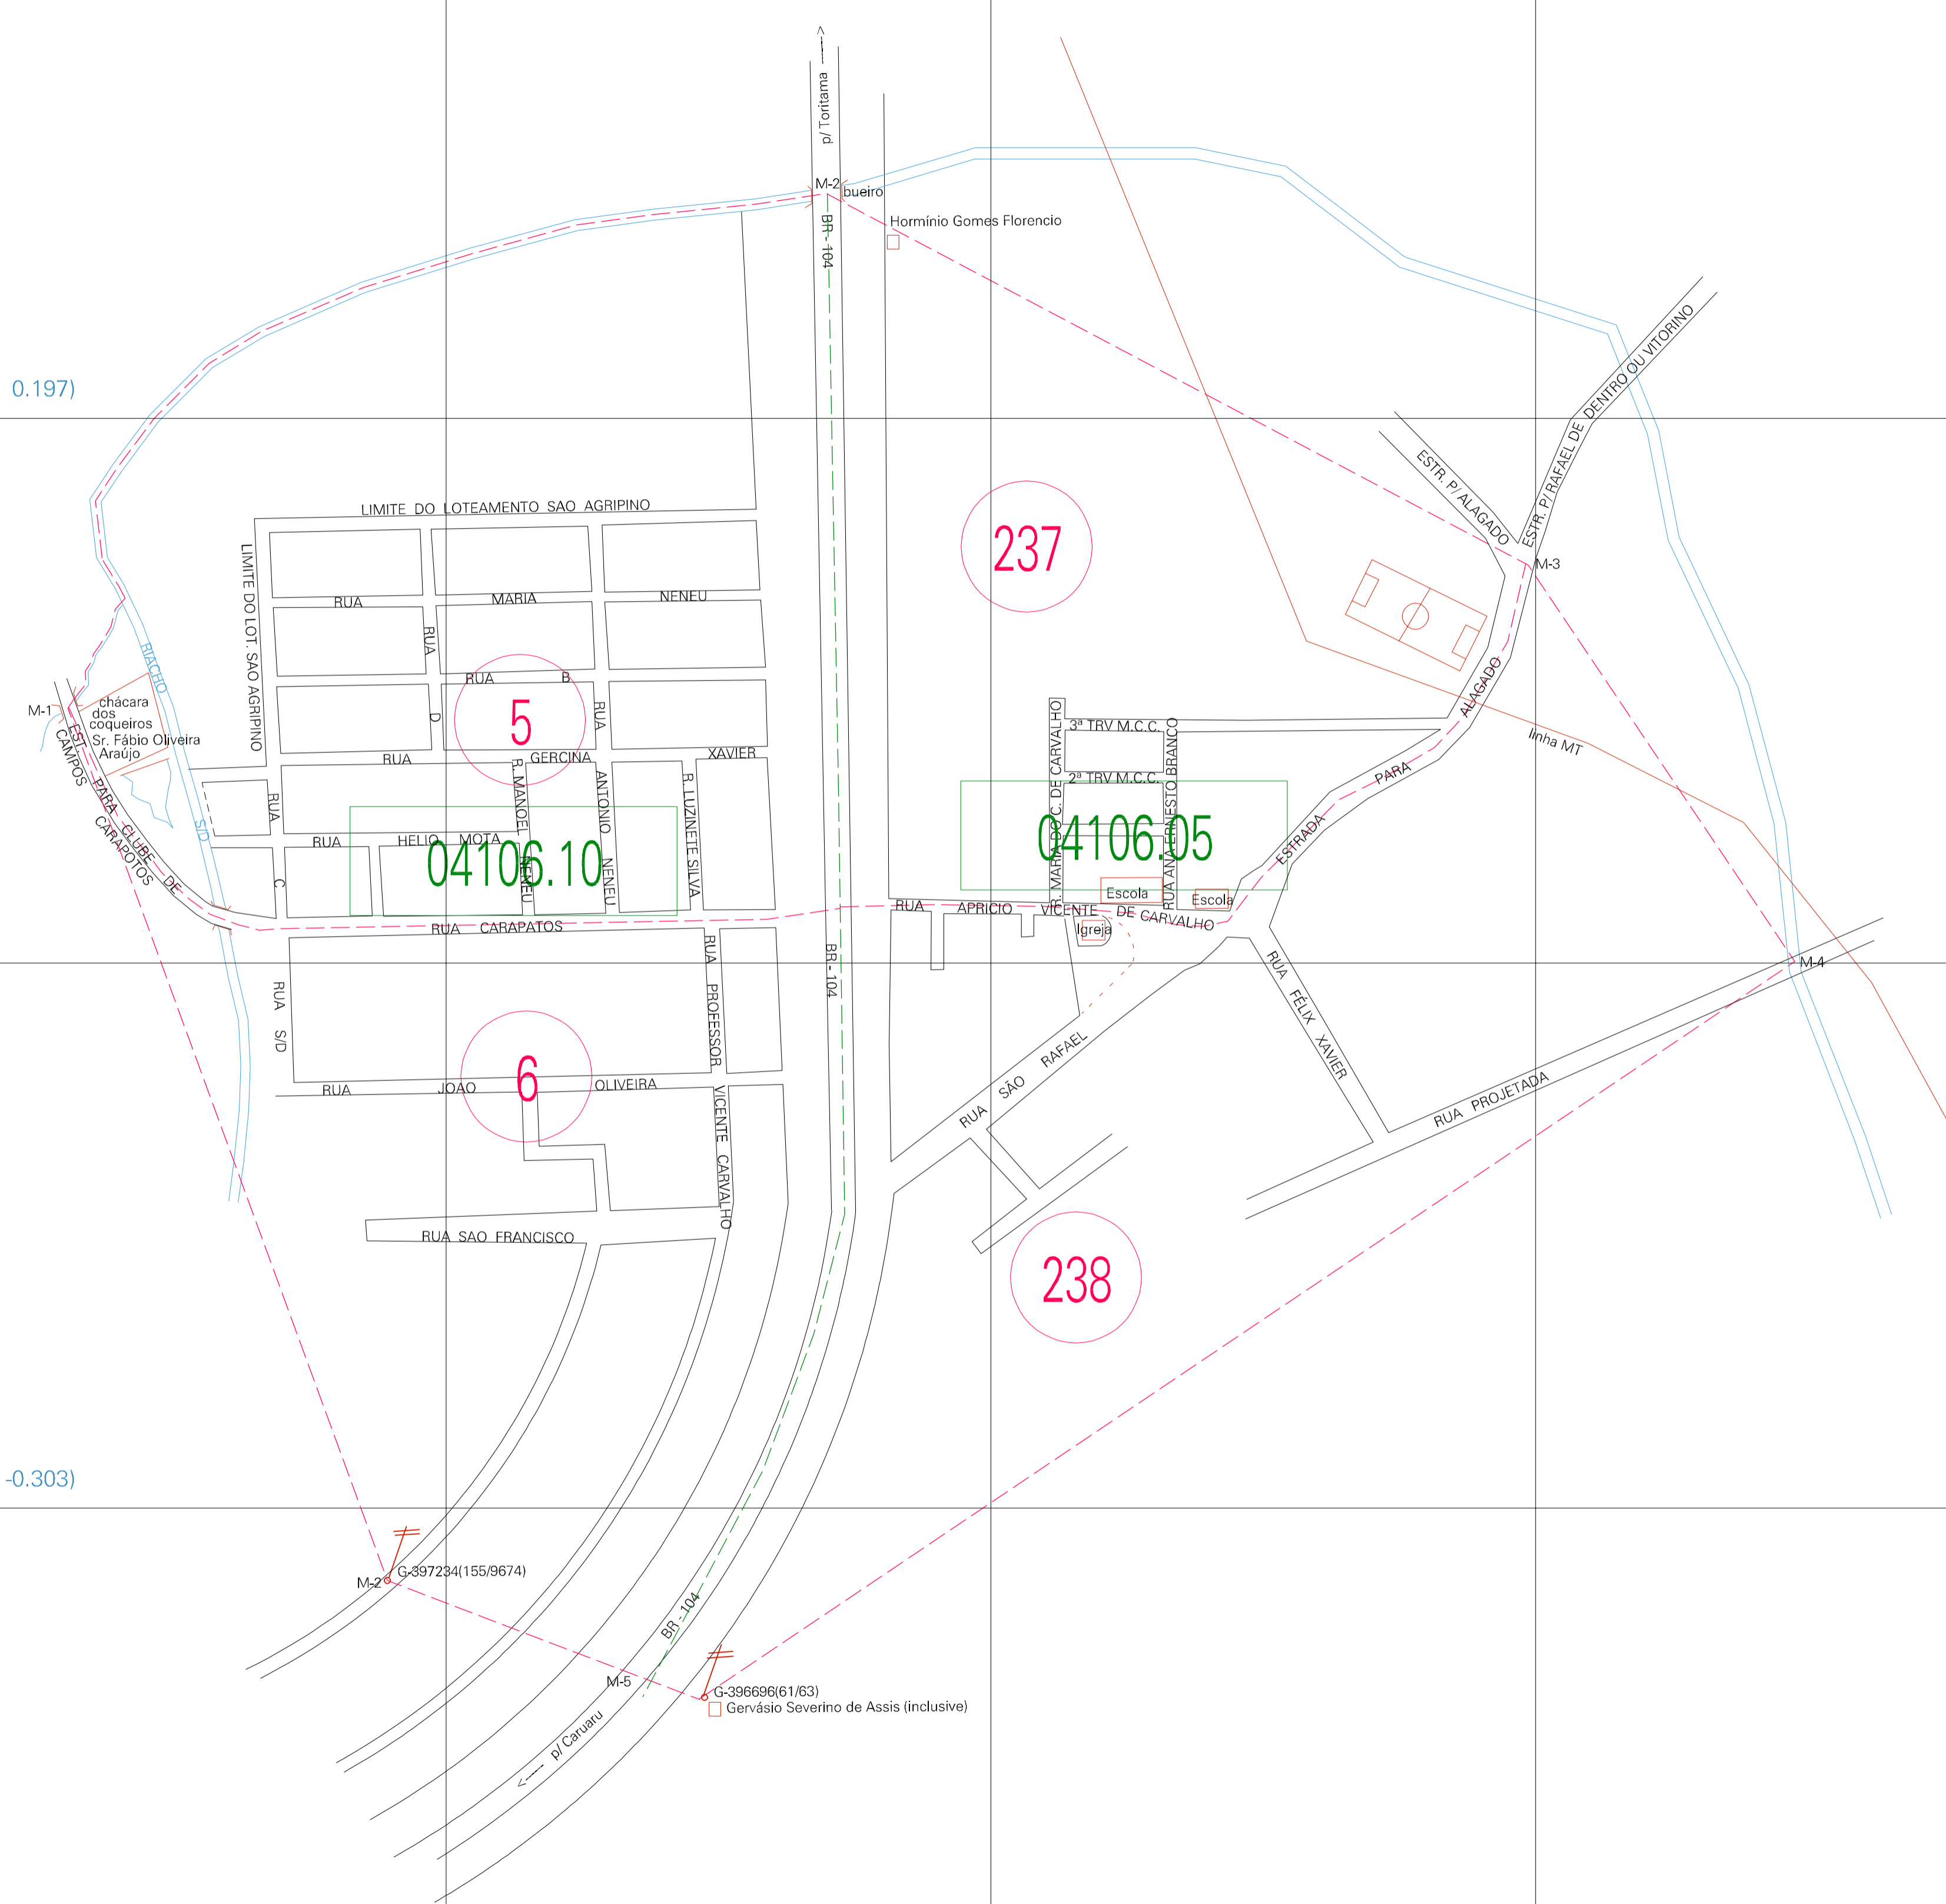 p/ Toritama
M-2
bueiro
BR - 104
Hormínio Gomes Florencio
0.197)
ESTR. P/ RAFAEL DE DENTRO OU VITORINO
ESTR. P/ ALAGADO
M-3
LIMITE DO LOTEAMENTO SAO AGRIPINO
LIMITE DO LOT. SAO AGRIPINO
237
RUA MARIA NENEU
RUA D
RUA B
5
RIACHO S/D
M-1
chácara
dos
coqueiros
Sr. Fábio Oliveira
Araújo
EST. PARA CLUBE DE
CAMPOS CARAPOTOS
RUA GERCINA XAVIER
RUA ANTONIO NENEU
R. MANOEL NENEU
R. LUZINETE SILVA
RUA C
RUA HELIO MOTA
04106.10
R. MARIA DO C. DE CARVALHO
3ª TRV M.C.C.
2ª TRV M.C.C.
RUA ANA ERNESTO BRANCO
04106.05
ESTRADA PARA ALAGADO
linha MT
Escola
Escola
RUA APRICIO VICENTE DE CARVALHO
Igreja
RUA CARAPATOS
BR - 104
M-4
RUA S/D
RUA PROFESSOR VICENTE CARVALHO
6
RUA JOAO OLIVEIRA
RUA SÃO RAFAEL
RUA FÉLIX XAVIER
RUA PROJETADA
RUA SAO FRANCISCO
238
-0.303)
G-397234(155/9674)
M-2
BR - 104
M-5
G-396696(61/63)
Gervásio Severino de Assis (inclusive)
p/ Caruaru